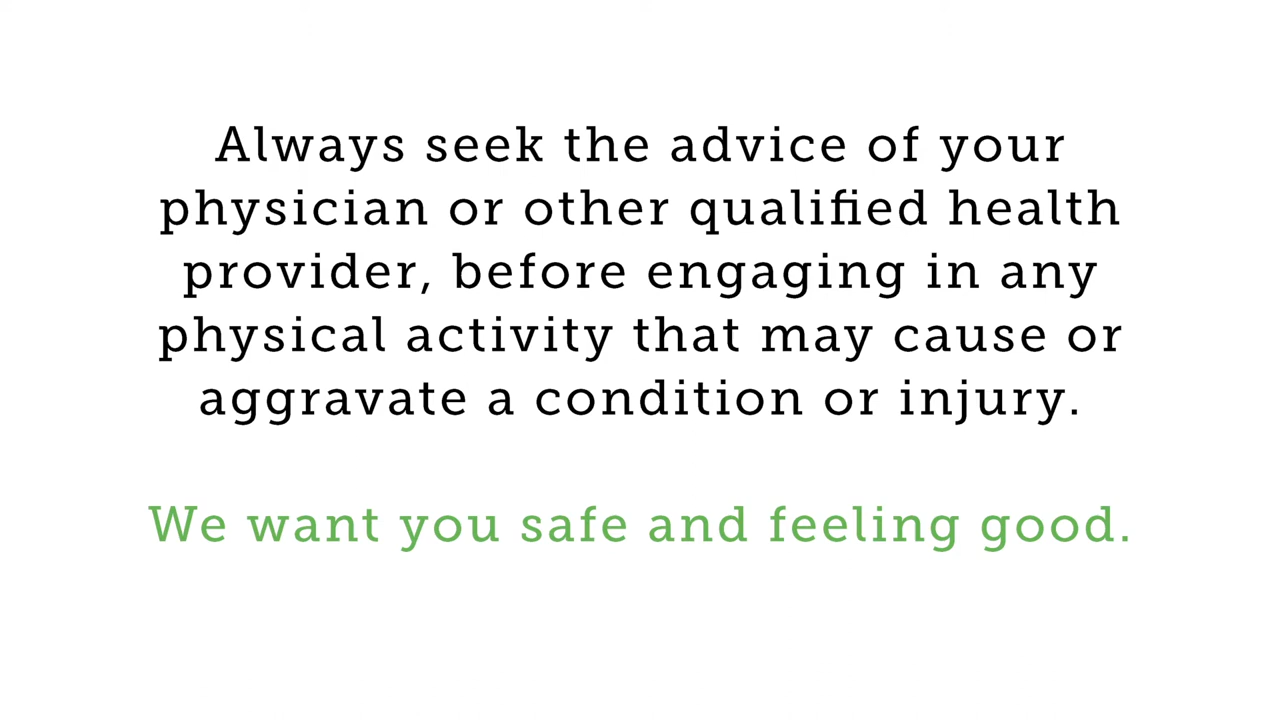 Always seek the advice of your
physician or other qualified health
provider, before engaging in any
physical activity that may cause or
aggravate a condition or injury.
We want you safe and feeling good.